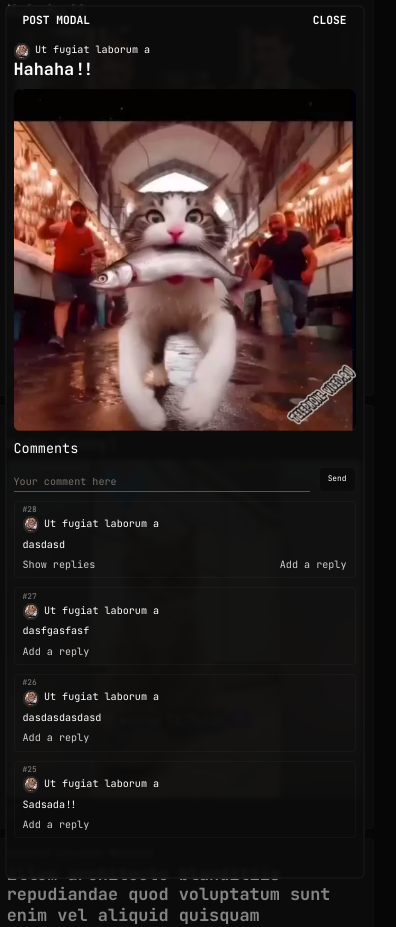 POST MODAL
CLOSE
Ut fugiat laborum a
Hahaha!!
Comments
Your comment here
Send
#28
Ut fugiat laborum a
dasdasd
Show replies
Add a reply
#27
Ut fugiat laborum a
dasfgasfasf
Add a reply
#26
Ut fugiat laborum a
dasdasdasdasd
Add a reply
#25
Ut fugiat laborum a
Sadsada!!
Add a reply
repudiandae quod voluptatum sunt
enim vel aliquid quisquam